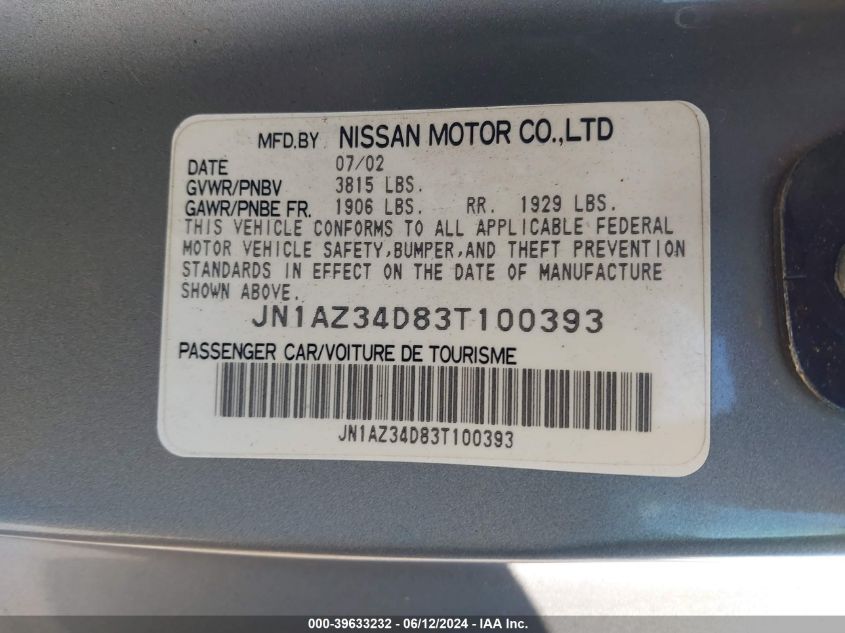 MFD.BY NISSAN MOTOR CO.,LTD
DATE 07/02
GVWR/PNBV 3815 LBS.
GAWR/PNBE FR. 1906 LBS. RR. 1929 LBS.
THIS VEHICLE CONFORMS TO ALL APPLICABLE FEDERAL
MOTOR VEHICLE SAFETY,BUMPER,AND THEFT PREVENTION
STANDARDS IN EFFECT ON THE DATE OF MANUFACTURE
SHOWN ABOVE.
JN1AZ34D83T100393
PASSENGER CAR/VOITURE DE TOURISME
JN1AZ34D83T100393
000-39633232 - 06/12/2024 - IAA Inc.